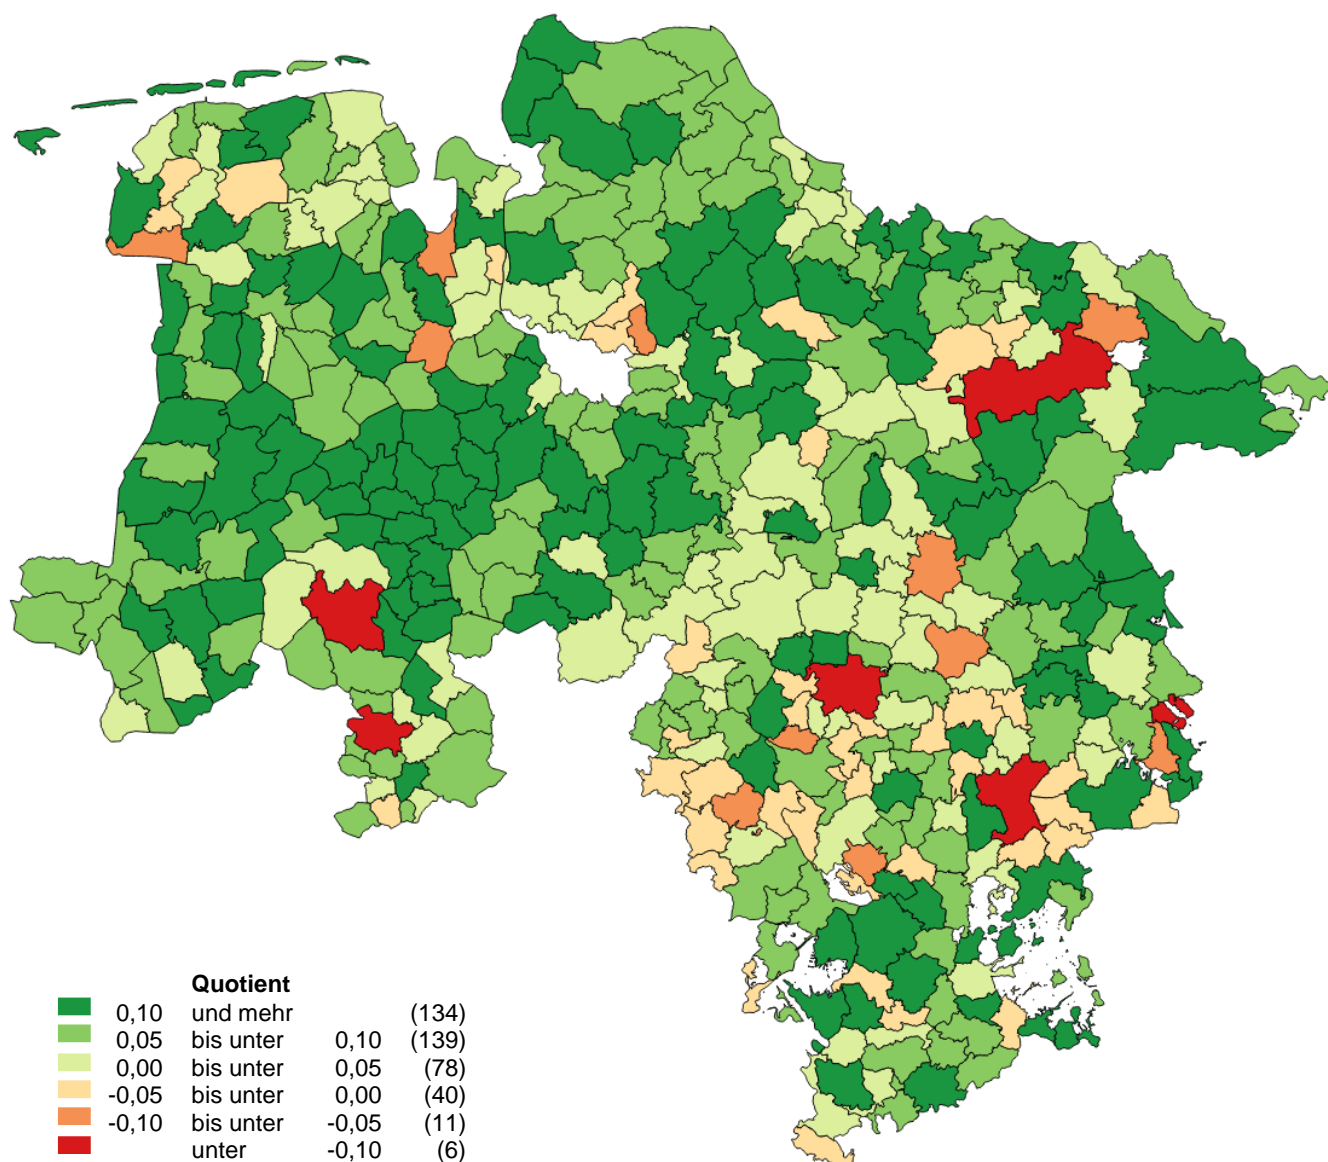 Quotient
0,10 und mehr (134)
0,05 bis unter 0,10 (139)
0,00 bis unter 0,05 (78)
-0,05 bis unter 0,00 (40)
-0,10 bis unter -0,05 (11)
unter -0,10 (6)